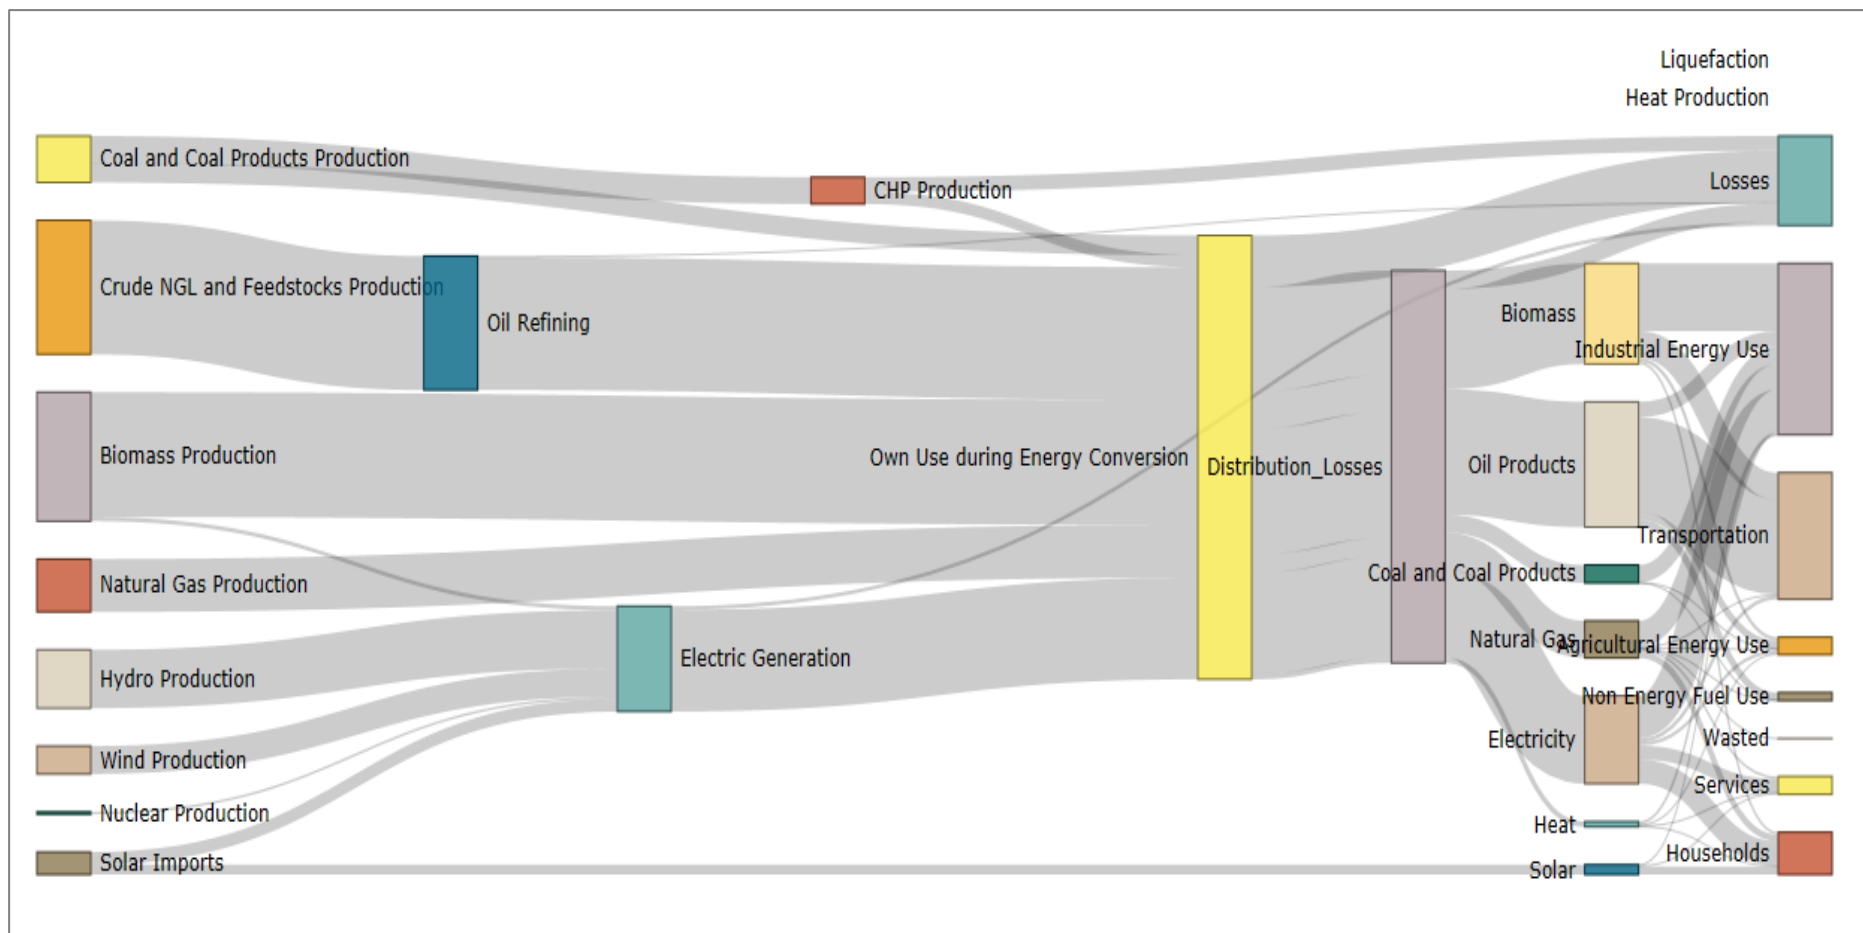 Liquefaction
Heat Production
Coal and Coal Products Production
CHP Production
Losses
Crude NGL and Feedstocks Production
Oil Refining
Biomass
Industrial Energy Use
Biomass Production
Own Use during Energy Conversion
Distribution_Losses
Oil Products
Transportation
Natural Gas Production
Coal and Coal Products
Hydro Production
Electric Generation
Natural Gas
Agricultural Energy Use
Non Energy Fuel Use
Wind Production
Electricity
Wasted
Services
Nuclear Production
Heat
Solar Imports
Solar
Households